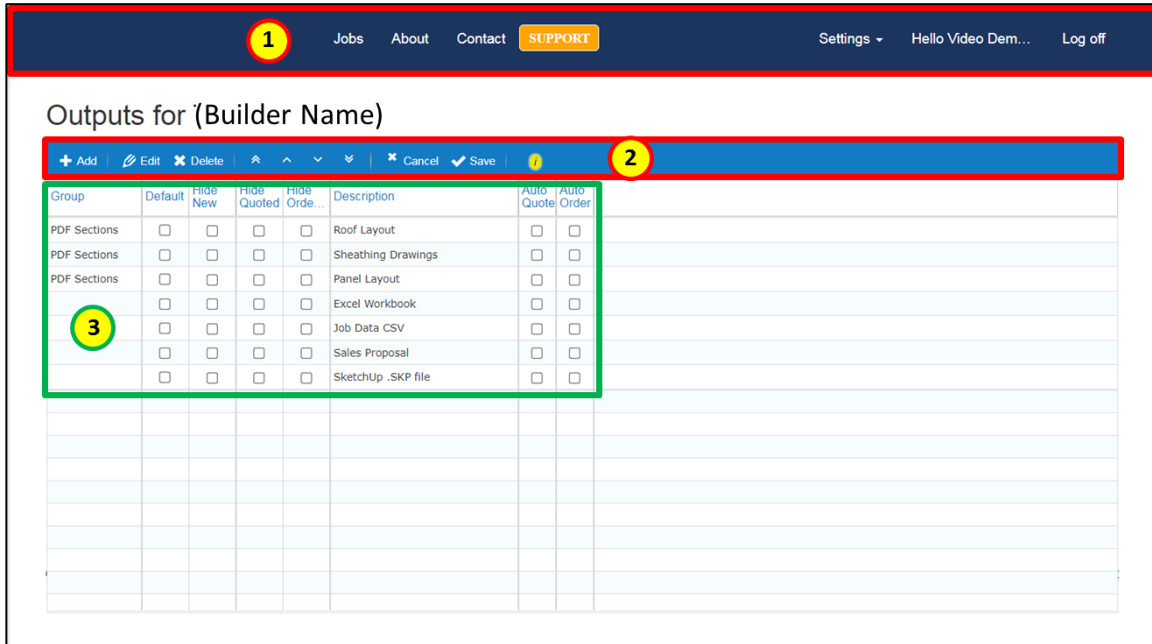 1 Jobs About Contact SUPPORT Settings Hello Video Dem... Log off
Outputs for (Builder Name)
Add Edit Delete Cancel Save i 2
Group Default Hide New Hide Quoted Hide Orde... Description Auto Quote Auto Order
PDF Sections Roof Layout
PDF Sections Sheathing Drawings
PDF Sections Panel Layout
Excel Workbook
3 Job Data CSV
Sales Proposal
SketchUp .SKP file